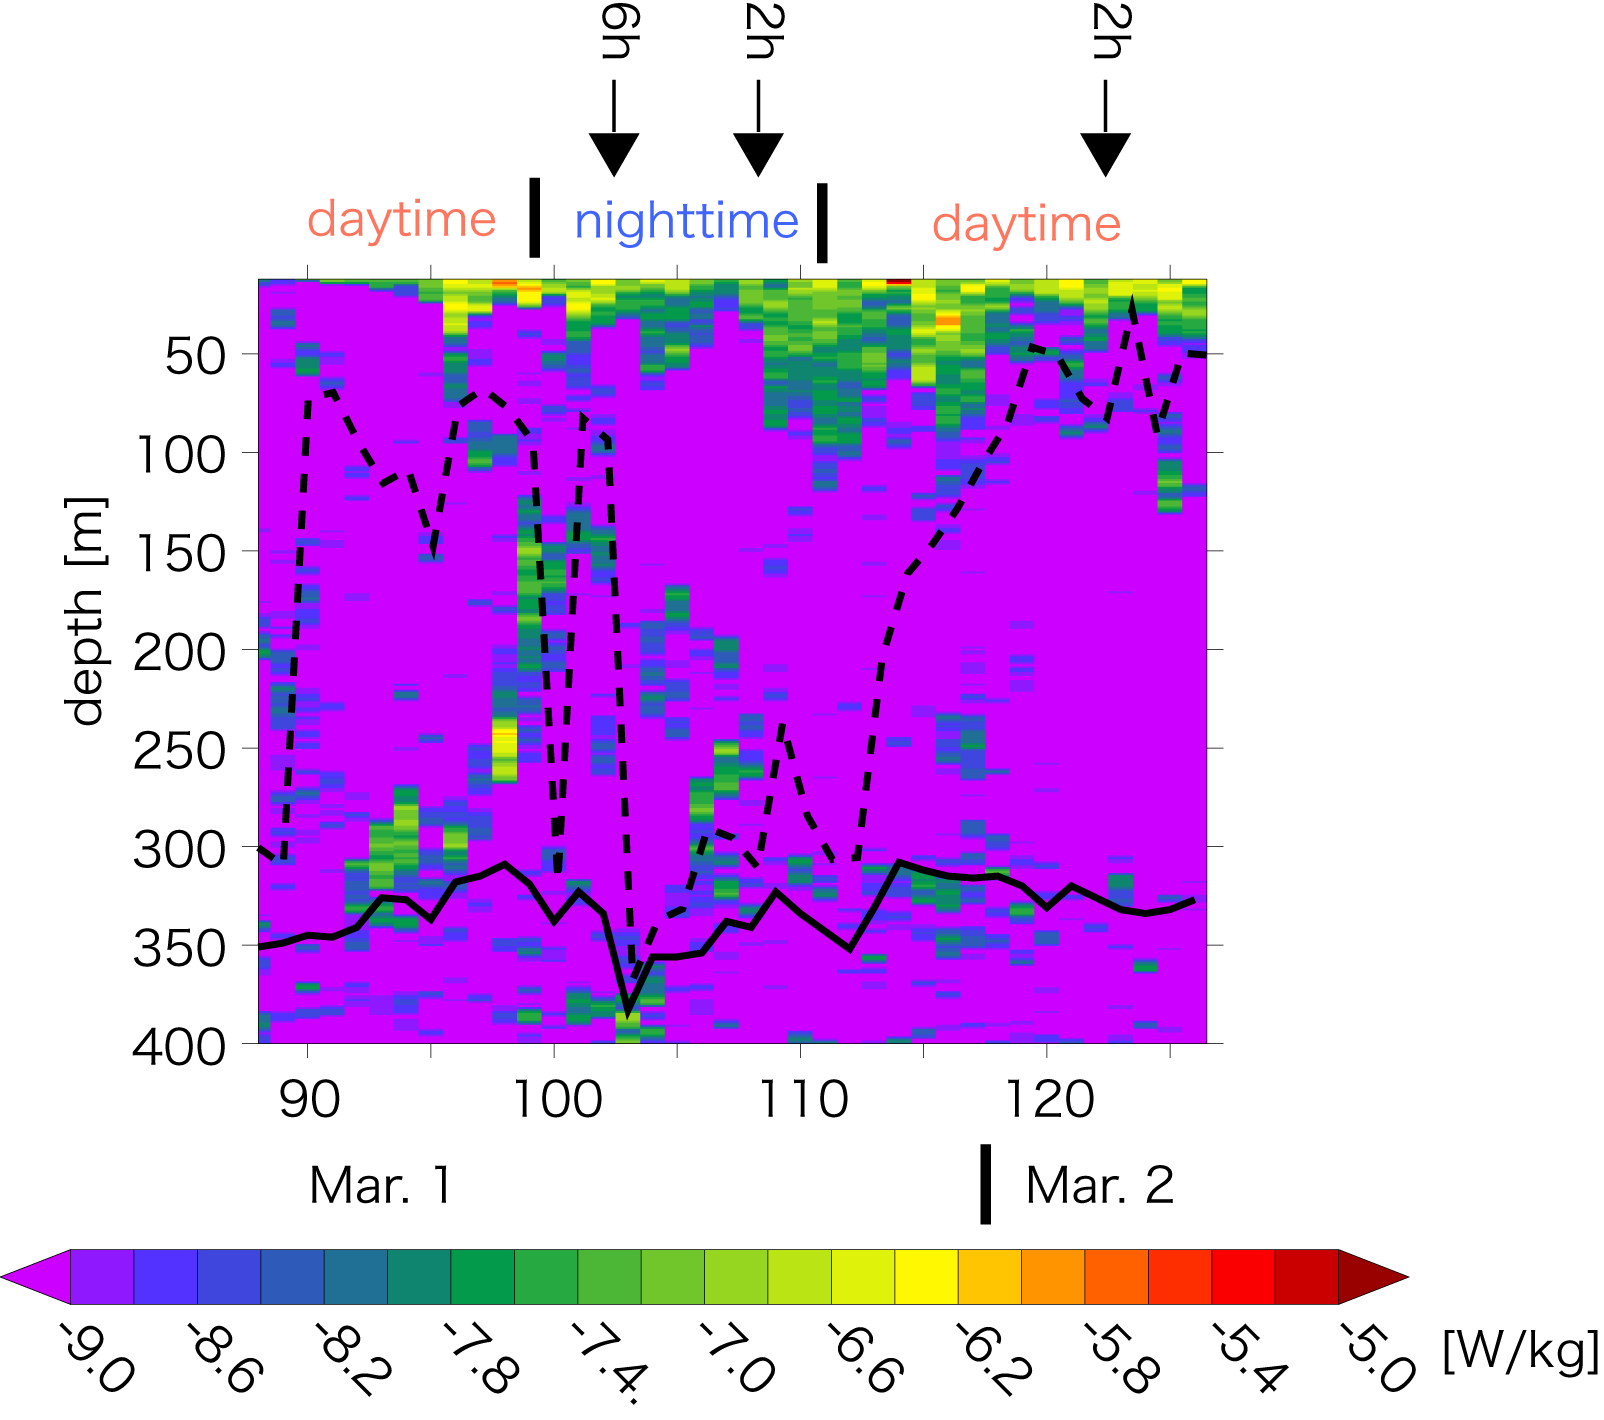 6h 2h 2h
daytime nighttime daytime
depth [m]
50
100
150
200
250
300
350
400
90 100 110 120
Mar. 1 Mar. 2
-9.0 -8.6 -8.2 -7.8 -7.4. -7.0 -6.6 -6.2 -5.8 -5.4 -5.0 [W/kg]